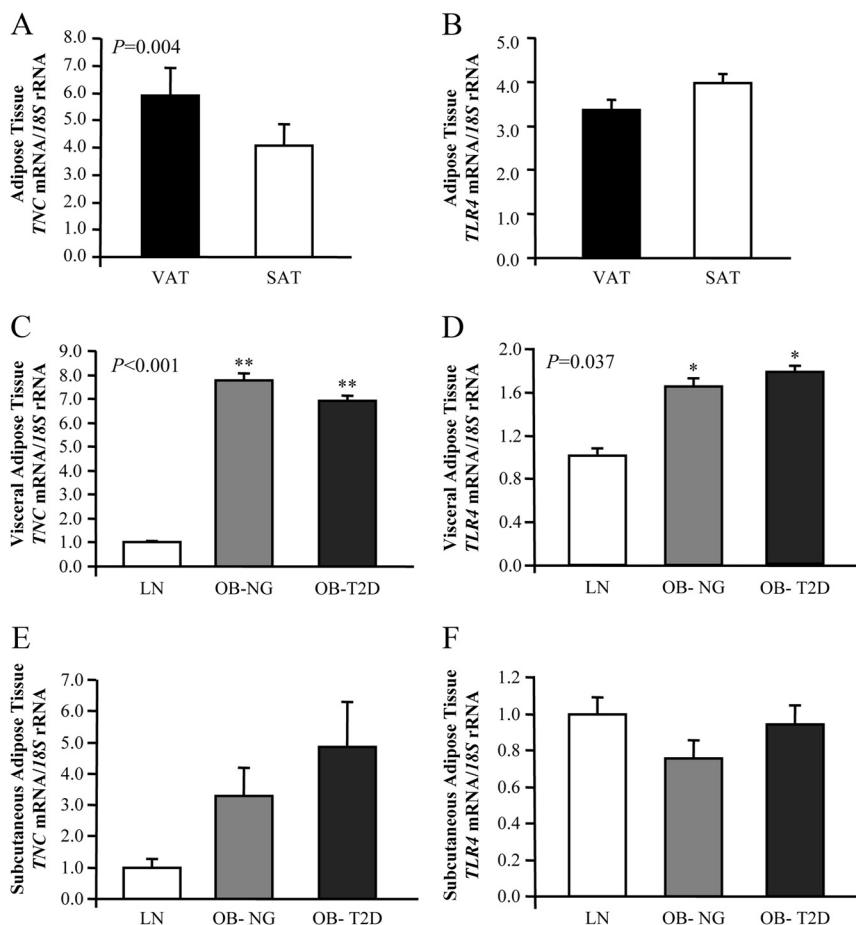 A
Adipose Tissue
TNC mRNA/18S rRNA
8.0
7.0
6.0
5.0
4.0
3.0
2.0
1.0
0.0
P=0.004
VAT
SAT
B
Adipose Tissue
TLR4 mRNA/18S rRNA
5.0
4.0
3.0
2.0
1.0
0.0
VAT
SAT
C
Visceral Adipose Tissue
TNC mRNA/18S rRNA
9.0
8.0
7.0
6.0
5.0
4.0
3.0
2.0
1.0
0.0
P<0.001
**
**
LN
OB-NG
OB-T2D
D
Visceral Adipose Tissue
TLR4 mRNA/18S rRNA
2.0
1.6
1.2
0.8
0.4
0.0
P=0.037
*
*
LN
OB- NG
OB- T2D
E
Subcutaneous Adipose Tissue
TNC mRNA/18S rRNA
7.0
6.0
5.0
4.0
3.0
2.0
1.0
0.0
LN
OB- NG
OB- T2D
F
Subcutaneous Adipose Tissue
TLR4 mRNA/18S rRNA
1.2
1.0
0.8
0.6
0.4
0.2
0.0
LN
OB- NG
OB- T2D